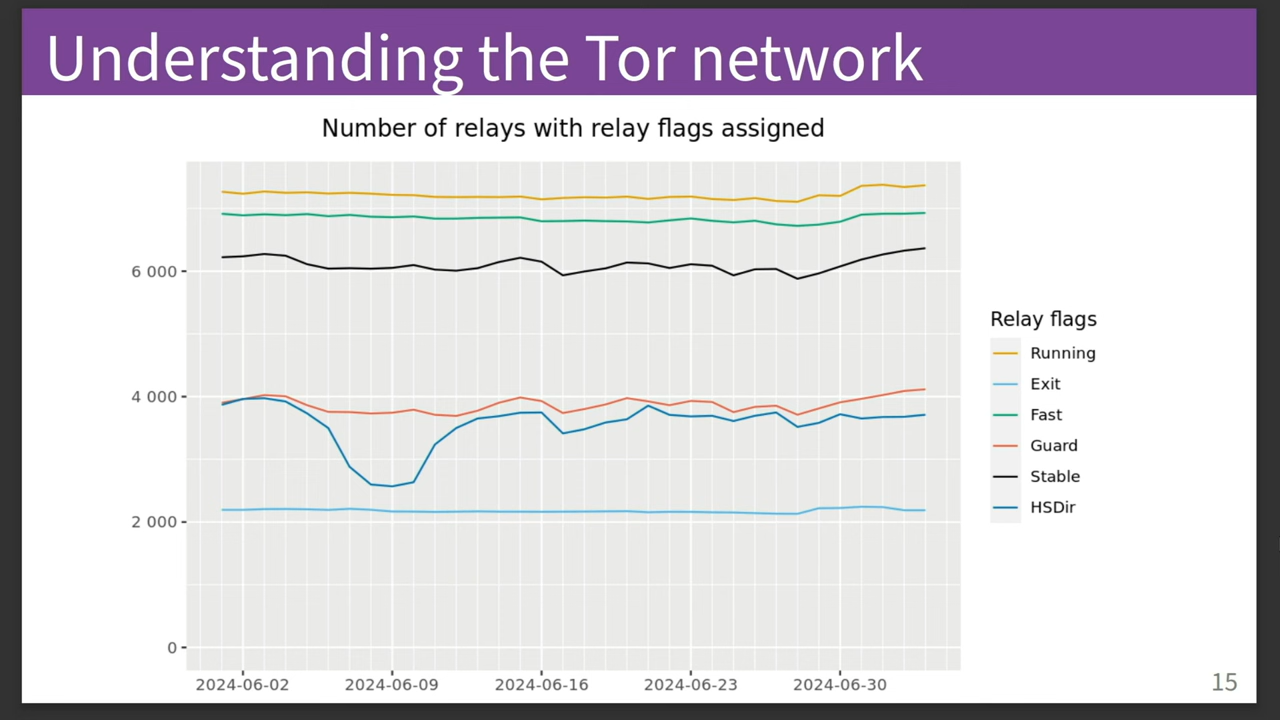 Understanding the Tor network
Number of relays with relay flags assigned
6 000
4 000
2 000
0
2024-06-02 2024-06-09 2024-06-16 2024-06-23 2024-06-30
Relay flags
Running
Exit
Fast
Guard
Stable
HSDir
15